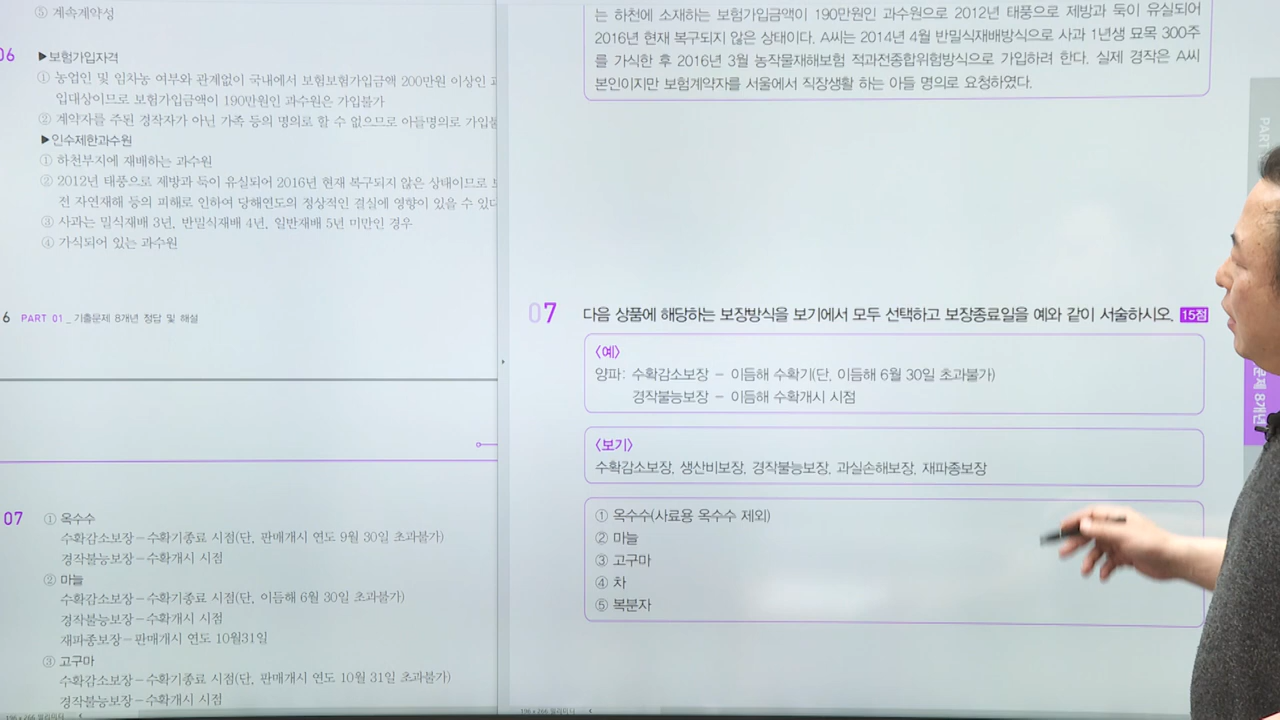 ⑤ 계속계약성
06 ▶보험가입자격
① 농업인 및 임차농 여부와 관계없이 국내에서 보험보험가입금액 200만원 이상인
입대상이므로 보험가입금액이 190만원인 과수원은 가입불가
② 계약자를 주된 경작자가 아닌 가족 등의 명의로 할 수 없으므로 아들명의로
▶인수제한과수원
① 하천부지에 재배하는 과수원
② 2012년 태풍으로 제방과 둑이 유실되어 2016년 현재 복구되지 않은 상태이므로
전 자연재해 등의 피해로 인하여 당해연도의 정상적인 결실에 영향이 있을 수
③ 사과는 밀식재배 3년, 반밀식재배 4년, 일반재배 5년 미만인 경우
④ 가식되어 있는 과수원
6 PART 01_기출문제 8개년 정답 및 해설
07 ① 옥수수
수확감소보장-수확기종료 시점(단, 판매개시 연도 9월 30일 초과불가)
경작불능보장-수확개시 시점
② 마늘
수확감소보장-수확기종료 시점(단, 이듬해 6월 30일 초과불가)
경작불능보장-수확개시 시점
재파종보장-판매개시 연도 10월31일
③ 고구마
수확감소보장-수확기종료 시점(단, 판매개시 연도 10월 31일 초과불가)
경작불능보장-수확개시 시점
는 하천에 소재하는 보험가입금액이 190만원인 과수원으로 2012년 태풍으로 제방과 둑이 유실되어
2016년 현재 복구되지 않은 상태이다. A씨는 2014년 4월 반밀식재배방식으로 사과 1년생 묘목 300주
를 가식한 후 2016년 3월 농작물재해보험 적과전종합위험방식으로 가입하려 한다. 실제 경작은 A씨
본인이지만 보험계약자를 서울에서 직장생활 하는 아들 명의로 요청하였다.
07 다음 상품에 해당하는 보장방식을 보기에서 모두 선택하고 보장종료일을 예와 같이 서술하시오. 15점
〈예〉
양파: 수확감소보장 - 이듬해 수확기(단, 이듬해 6월 30일 초과불가)
경작불능보장 - 이듬해 수확개시 시점
〈보기〉
수확감소보장, 생산비보장, 경작불능보장, 과실손해보장, 재파종보장
① 옥수수(사료용 옥수수 제외)
② 마늘
③ 고구마
④ 차
⑤ 복분자
PART
문제 8개년